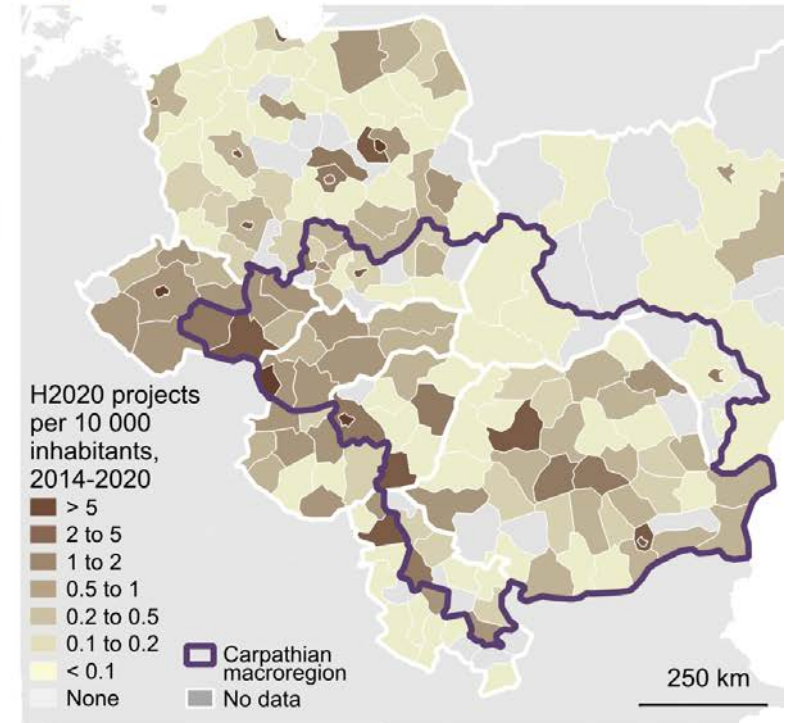 H2020 projects
per 10 000
inhabitants,
2014-2020
> 5
2 to 5
1 to 2
0.5 to 1
0.2 to 0.5
0.1 to 0.2
< 0.1
None
Carpathian
macroregion
No data
250 km